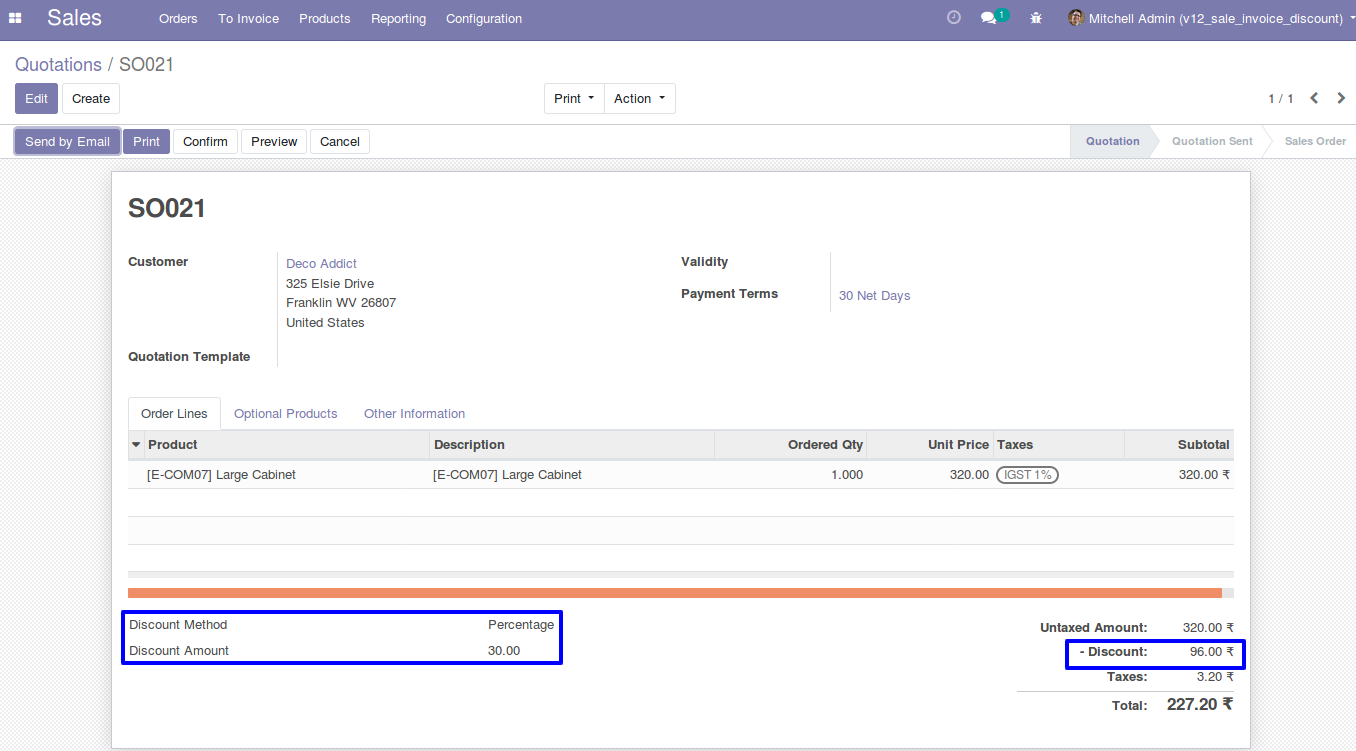 Sales Orders To Invoice Products Reporting Configuration 1 Mitchell Admin (v12_sale_invoice_discount)
Quotations / SO021
Edit Create Print Action 1 / 1
Send by Email Print Confirm Preview Cancel Quotation Quotation Sent Sales Order
SO021
Customer Deco Addict
325 Elsie Drive
Franklin WV 26807
United States
Validity
Payment Terms 30 Net Days
Quotation Template
Order Lines Optional Products Other Information
Product Description Ordered Qty Unit Price Taxes Subtotal
[E-COM07] Large Cabinet [E-COM07] Large Cabinet 1.000 320.00 IGST 1% 320.00 ₹
Discount Method Percentage
Discount Amount 30.00
Untaxed Amount: 320.00 ₹
- Discount: 96.00 ₹
Taxes: 3.20 ₹
Total: 227.20 ₹